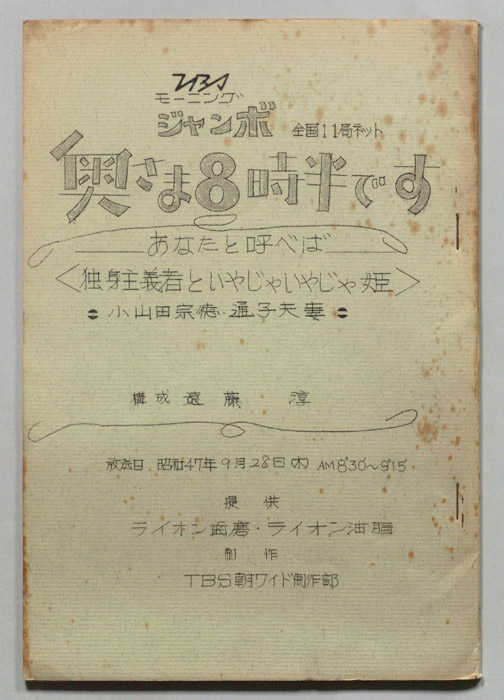 TBS
モーニング
ジャンボ 全国11局ネット
奥さま8時半です
あなたと呼べば
<独身主義者といやじゃいやじゃ姫>
小山田宗徳・通子夫妻
構成 遠藤 淳
放送日 昭和47年9月28日(木) AM8°30′~9°15′
提供
ライオン歯磨・ライオン油脂
制作
TBS朝ワイド制作部